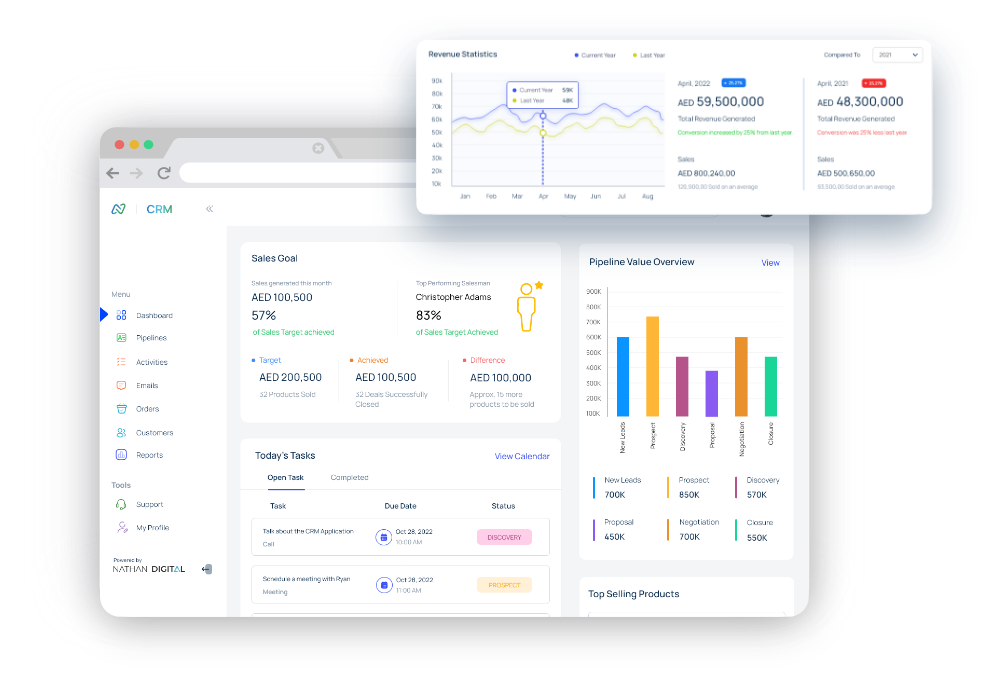 Revenue Statistics
Current Year
Last Year
Compared To
2021
90k
80k
70k
60k
50k
40k
30k
20k
10k
Current Year 59K
Last Year 48K
Jan Feb Mar Apr May Jun Jul Aug
April, 2022
AED 59,500,000
Total Revenue Generated
Conversion increased by 25% from last year
Sales
AED 800,240,00
Sold on an average
April, 2021
AED 48,300,000
Total Revenue Generated
Conversion was 25% less last year
Sales
AED 500,650,00
Sold on an average
CRM
Menu
Dashboard
Pipelines
Activities
Emails
Orders
Customers
Reports
Tools
Support
My Profile
Powered by
NATHAN DIGITAL
Sales Goal
Sales generated this month
AED 100,500
57%
of Sales Target achieved
Top Performing Salesman
Christopher Adams
83%
of Sales Target Achieved
Target
AED 200,500
32 Products Sold
Achieved
AED 100,500
32 Deals Successfully
Closed
Difference
AED 100,000
Approx. 15 more
products to be sold
Today's Tasks
View Calendar
Open Task
Completed
Task Due Date Status
Talk about the CRM Application
Call
Oct 28, 2022
10:00 AM
DISCOVERY
Schedule a meeting with Ryan
Meeting
Oct 28, 2022
11:00 AM
PROSPECT
Pipeline Value Overview
View
900K
800K
700K
600K
500K
400K
300K
200K
100K
New Leads
Prospect
Discovery
Proposal
Negotiation
Closure
New Leads
700K
Prospect
850K
Discovery
570K
Proposal
450K
Negotiation
700K
Closure
550K
Top Selling Products